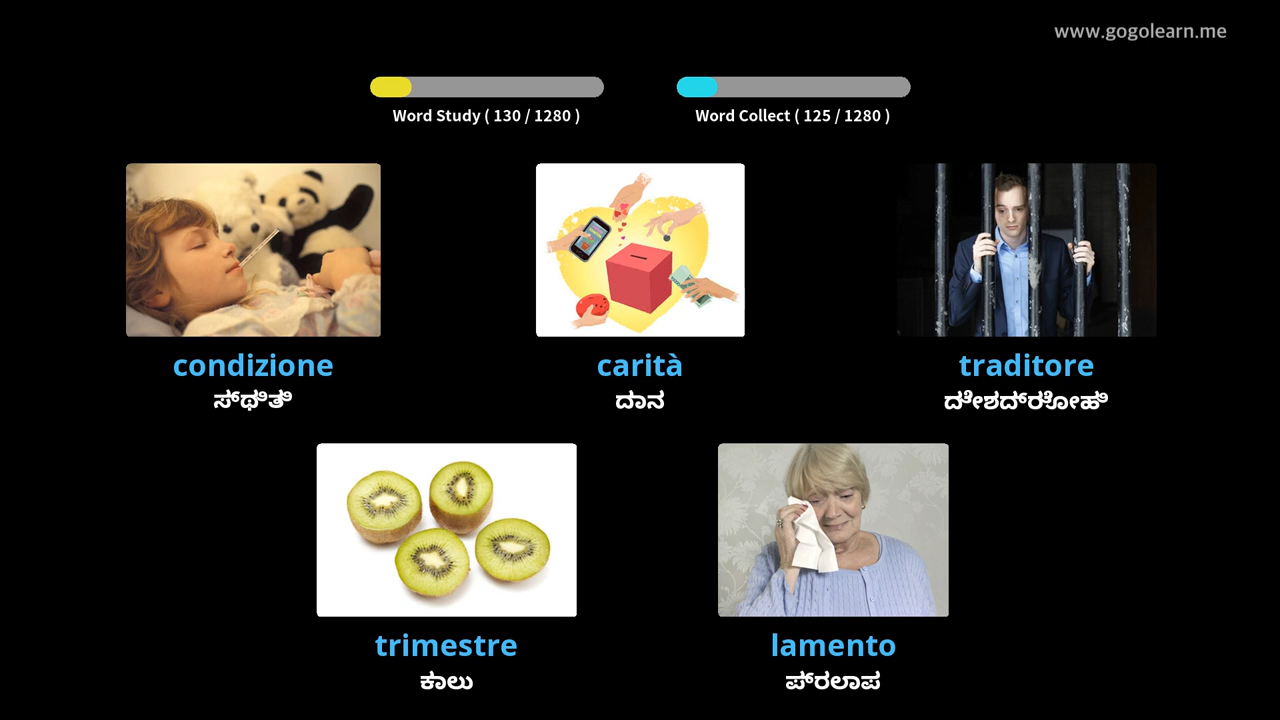 www.gogolearn.me
Word Study ( 130 / 1280 )
Word Collect ( 125 / 1280 )
condizione
ಸ್ಥಿತಿ
carità
ದಾನ
traditore
ದೇಶದ್ರೋಹಿ
trimestre
ಕಾಲು
lamento
ಪ್ರಲಾಪ